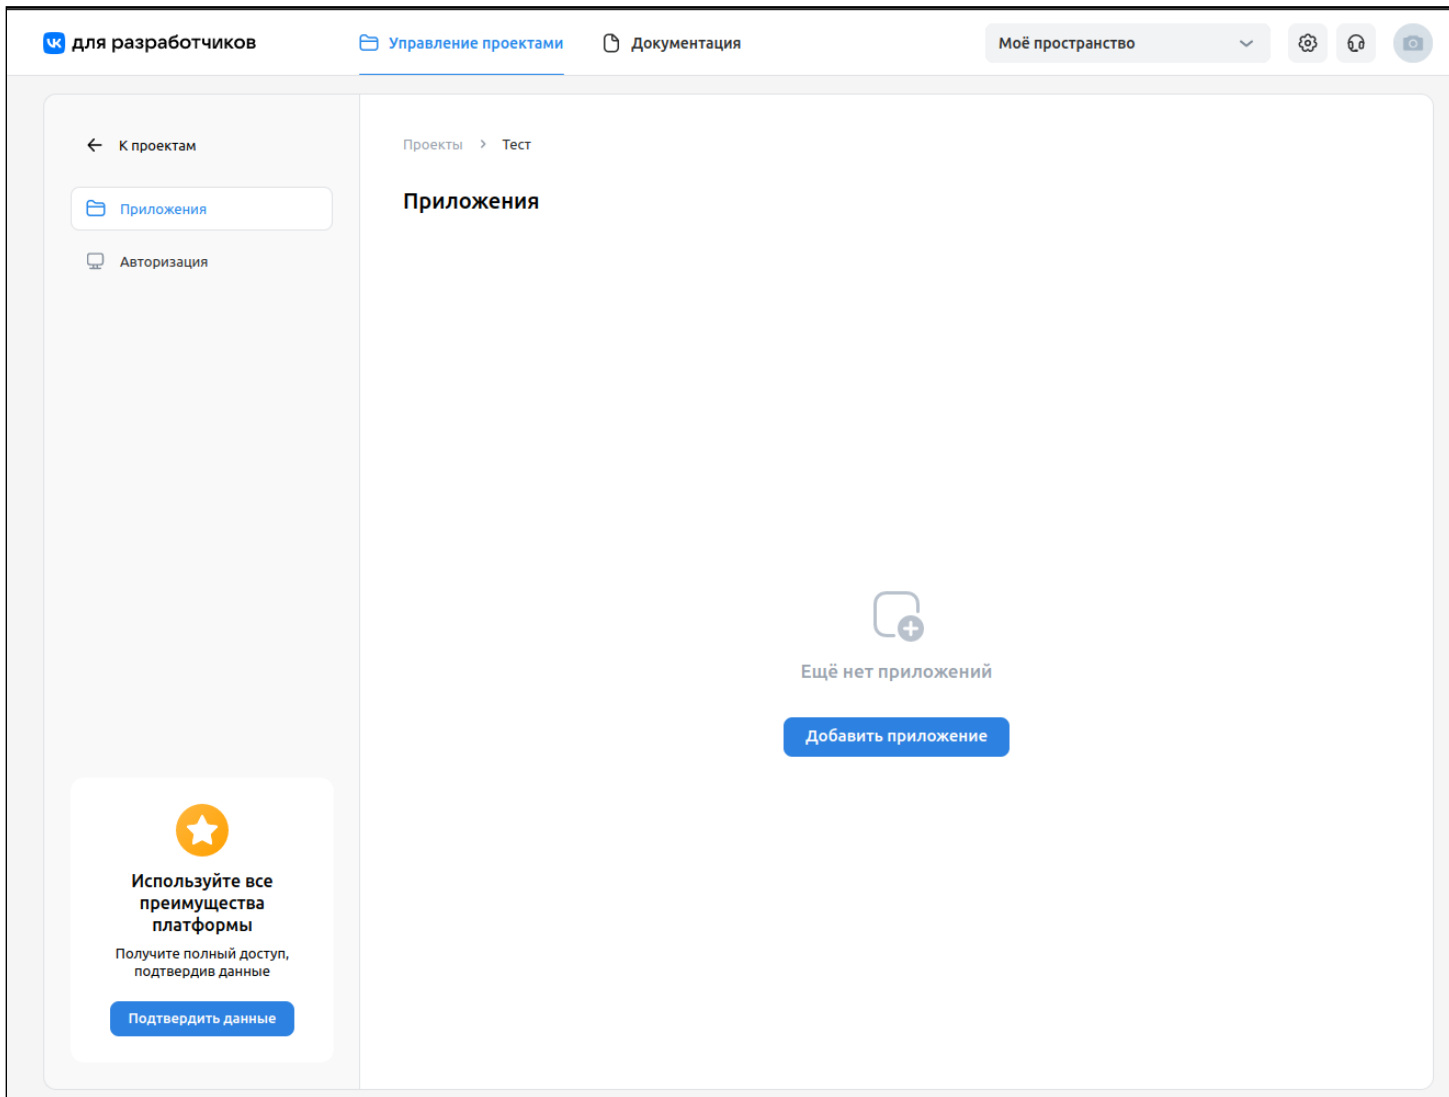 для разработчиков
Управление проектами
Документация
Моё пространство
К проектам
Приложения
Авторизация
Проекты > Тест
Приложения
Ещё нет приложений
Добавить приложение
Используйте все
преимущества
платформы
Получите полный доступ,
подтвердив данные
Подтвердить данные